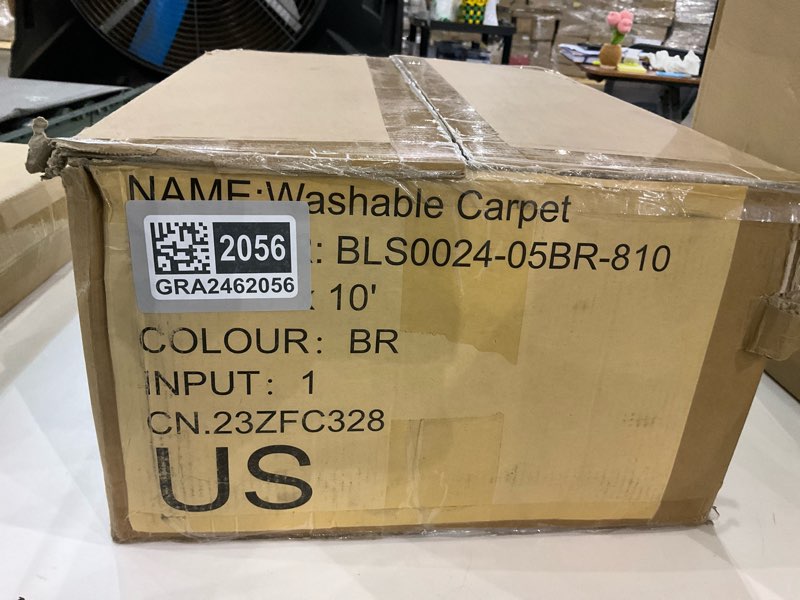 NAME:Washable Carpet
2056
GRA2462056
: BLS0024-05BR-810
x 10'
COLOUR: BR
INPUT: 1
CN.23ZFC328
US